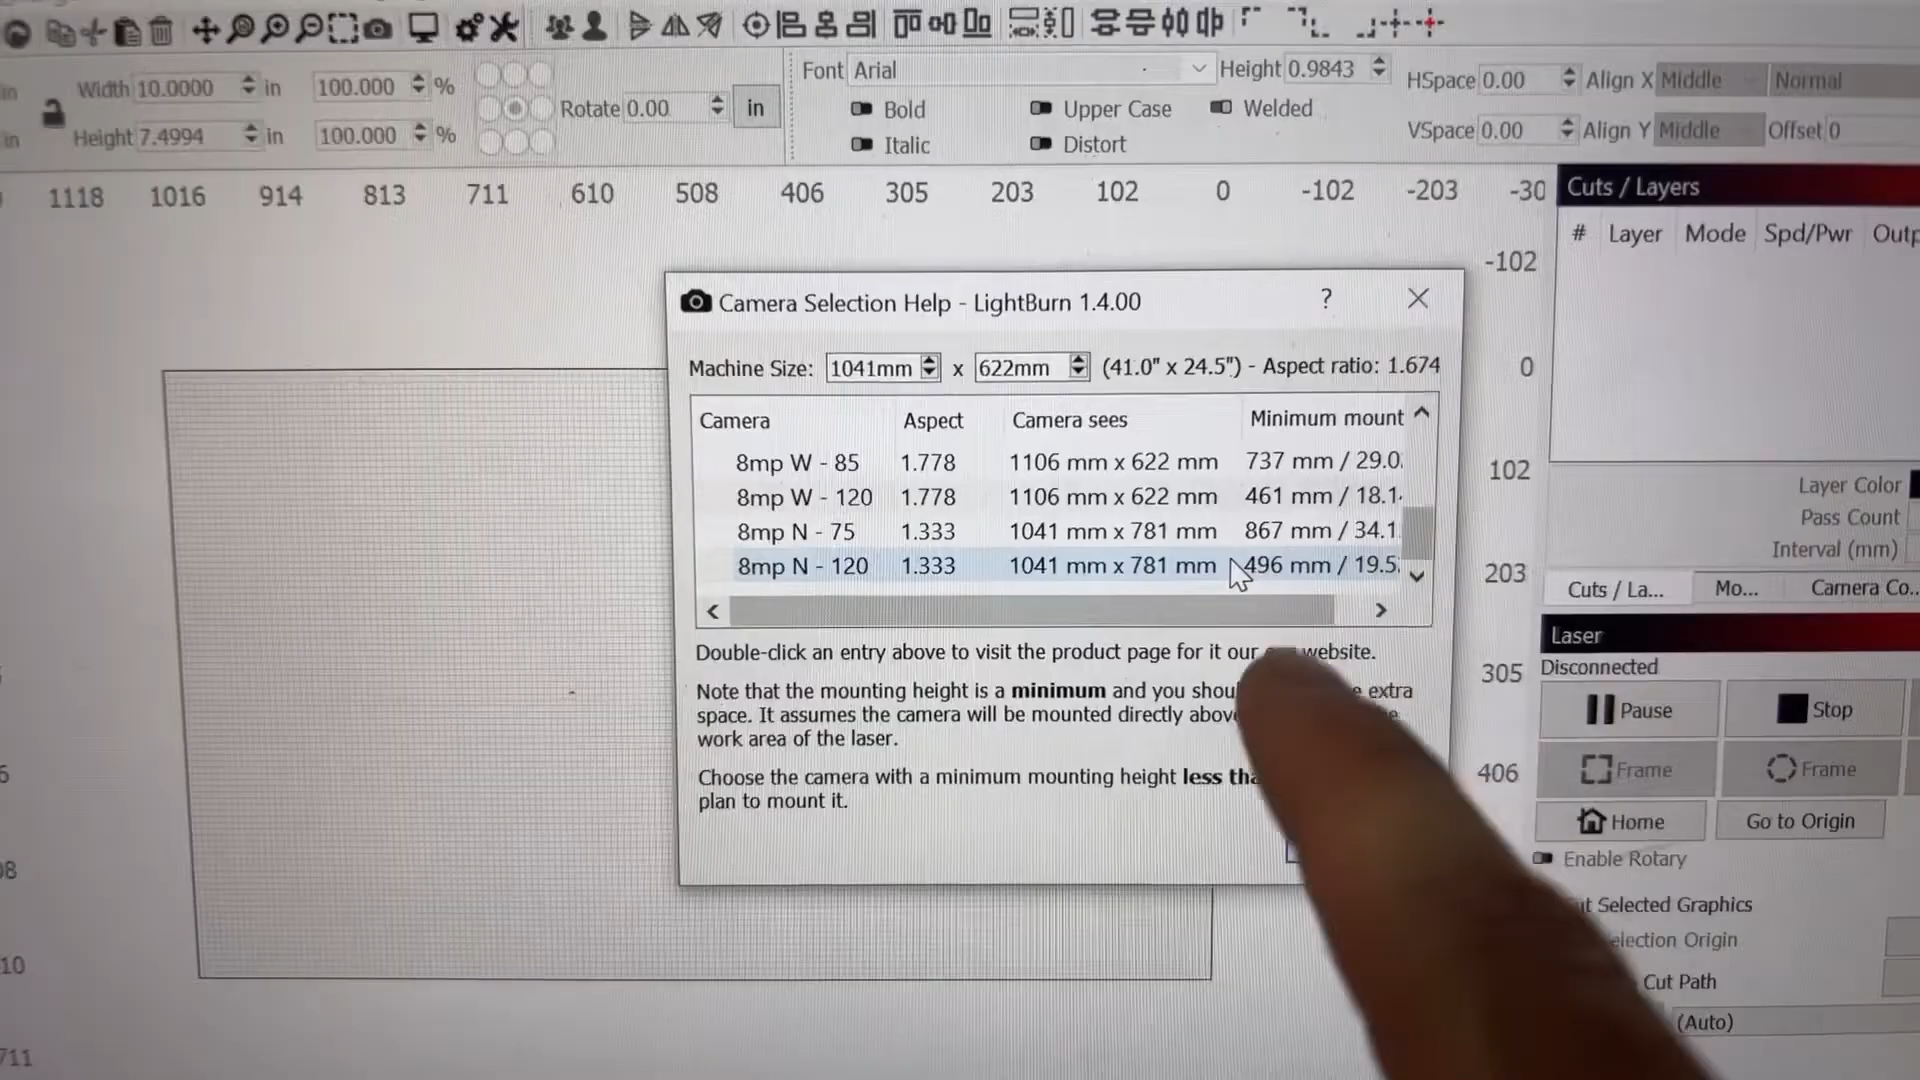 Width 10.0000 in 100.000 %
Height 7.4994 in 100.000 %
Rotate 0.00 in
Font Arial Height 0.9843
Bold Upper Case Welded
Italic Distort
HSpace 0.00 Align X Middle Normal
VSpace 0.00 Align Y Middle Offset 0
1118 1016 914 813 711 610 508 406 305 203 102 0 -102 -203 -30
-102
0
102
203
305
406
Camera Selection Help - LightBurn 1.4.00 ?
Machine Size: 1041mm x 622mm (41.0" x 24.5") - Aspect ratio: 1.674
Camera Aspect Camera sees Minimum mount
8mp W - 85 1.778 1106 mm x 622 mm 737 mm / 29.0
8mp W - 120 1.778 1106 mm x 622 mm 461 mm / 18.1
8mp N - 75 1.333 1041 mm x 781 mm 867 mm / 34.1
8mp N - 120 1.333 1041 mm x 781 mm 496 mm / 19.5
Double-click an entry above to visit the product page for it our website.
Note that the mounting height is a minimum and you extra
space. It assumes the camera will be mounted directly
work area of the laser.
Choose the camera with a minimum mounting height less
plan to mount it.
Cuts / Layers
# Layer Mode Spd/Pwr
Layer Color
Pass Count
Interval (mm)
Cuts / La... Mo... Camera Co..
Laser
Disconnected
Pause Stop
Frame Frame
Home Go to Origin
Enable Rotary
Selected Graphics
Origin
Cut Path
(Auto)